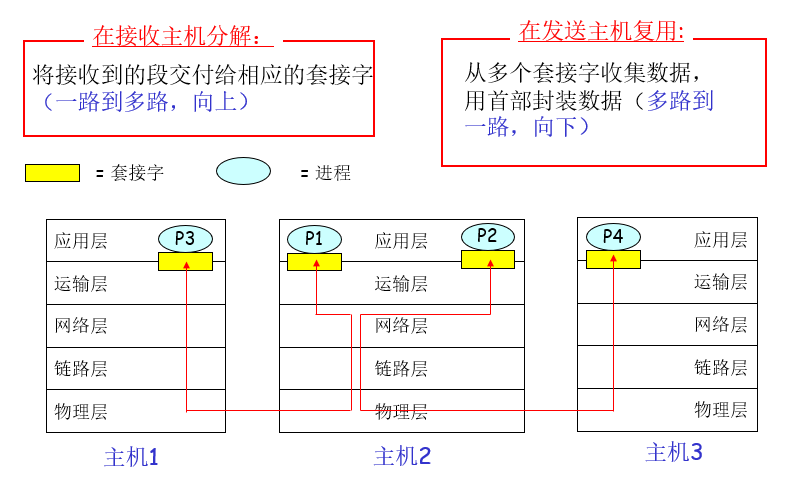 在接收主机分解：
将接收到的段交付给相应的套接字
（一路到多路，向上）
在发送主机复用:
从多个套接字收集数据，
用首部封装数据（多路到
一路，向下）
= 套接字
= 进程
应用层
P3
运输层
网络层
链路层
物理层
主机1
P1
应用层
P2
运输层
网络层
链路层
物理层
主机2
P4
应用层
运输层
网络层
链路层
物理层
主机3